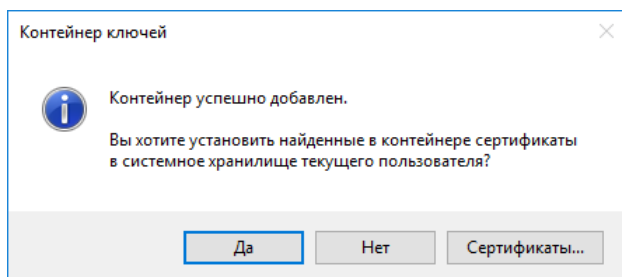 Контейнер ключей
Контейнер успешно добавлен.
Вы хотите установить найденные в контейнере сертификаты
в системное хранилище текущего пользователя?
Да
Нет
Сертификаты...